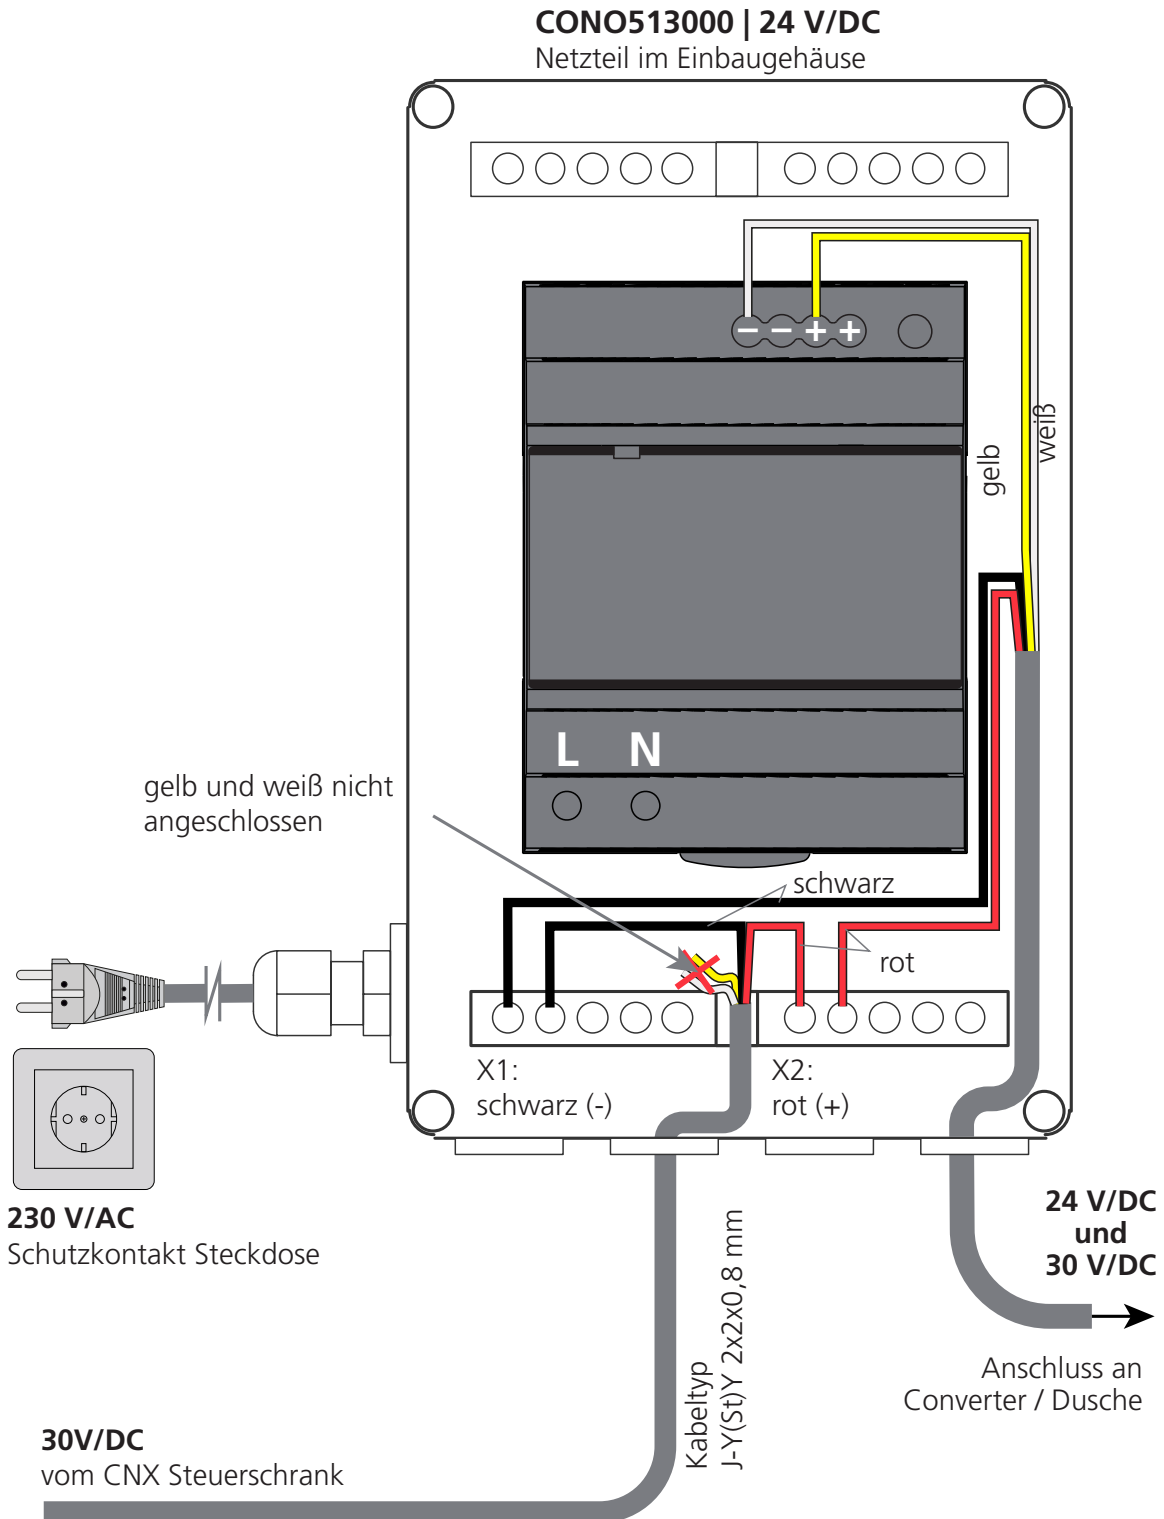 CONO513000 | 24 V/DC
Netzteil im Einbaugehäuse
− − + +
weiß
gelb
L N
gelb und weiß nicht
angeschlossen
schwarz
rot
X1:
schwarz (-)
X2:
rot (+)
230 V/AC
Schutzkontakt Steckdose
24 V/DC
und
30 V/DC
Kabeltyp
J-Y(St)Y 2x2x0,8 mm
Anschluss an
Converter / Dusche
30V/DC
vom CNX Steuerschrank